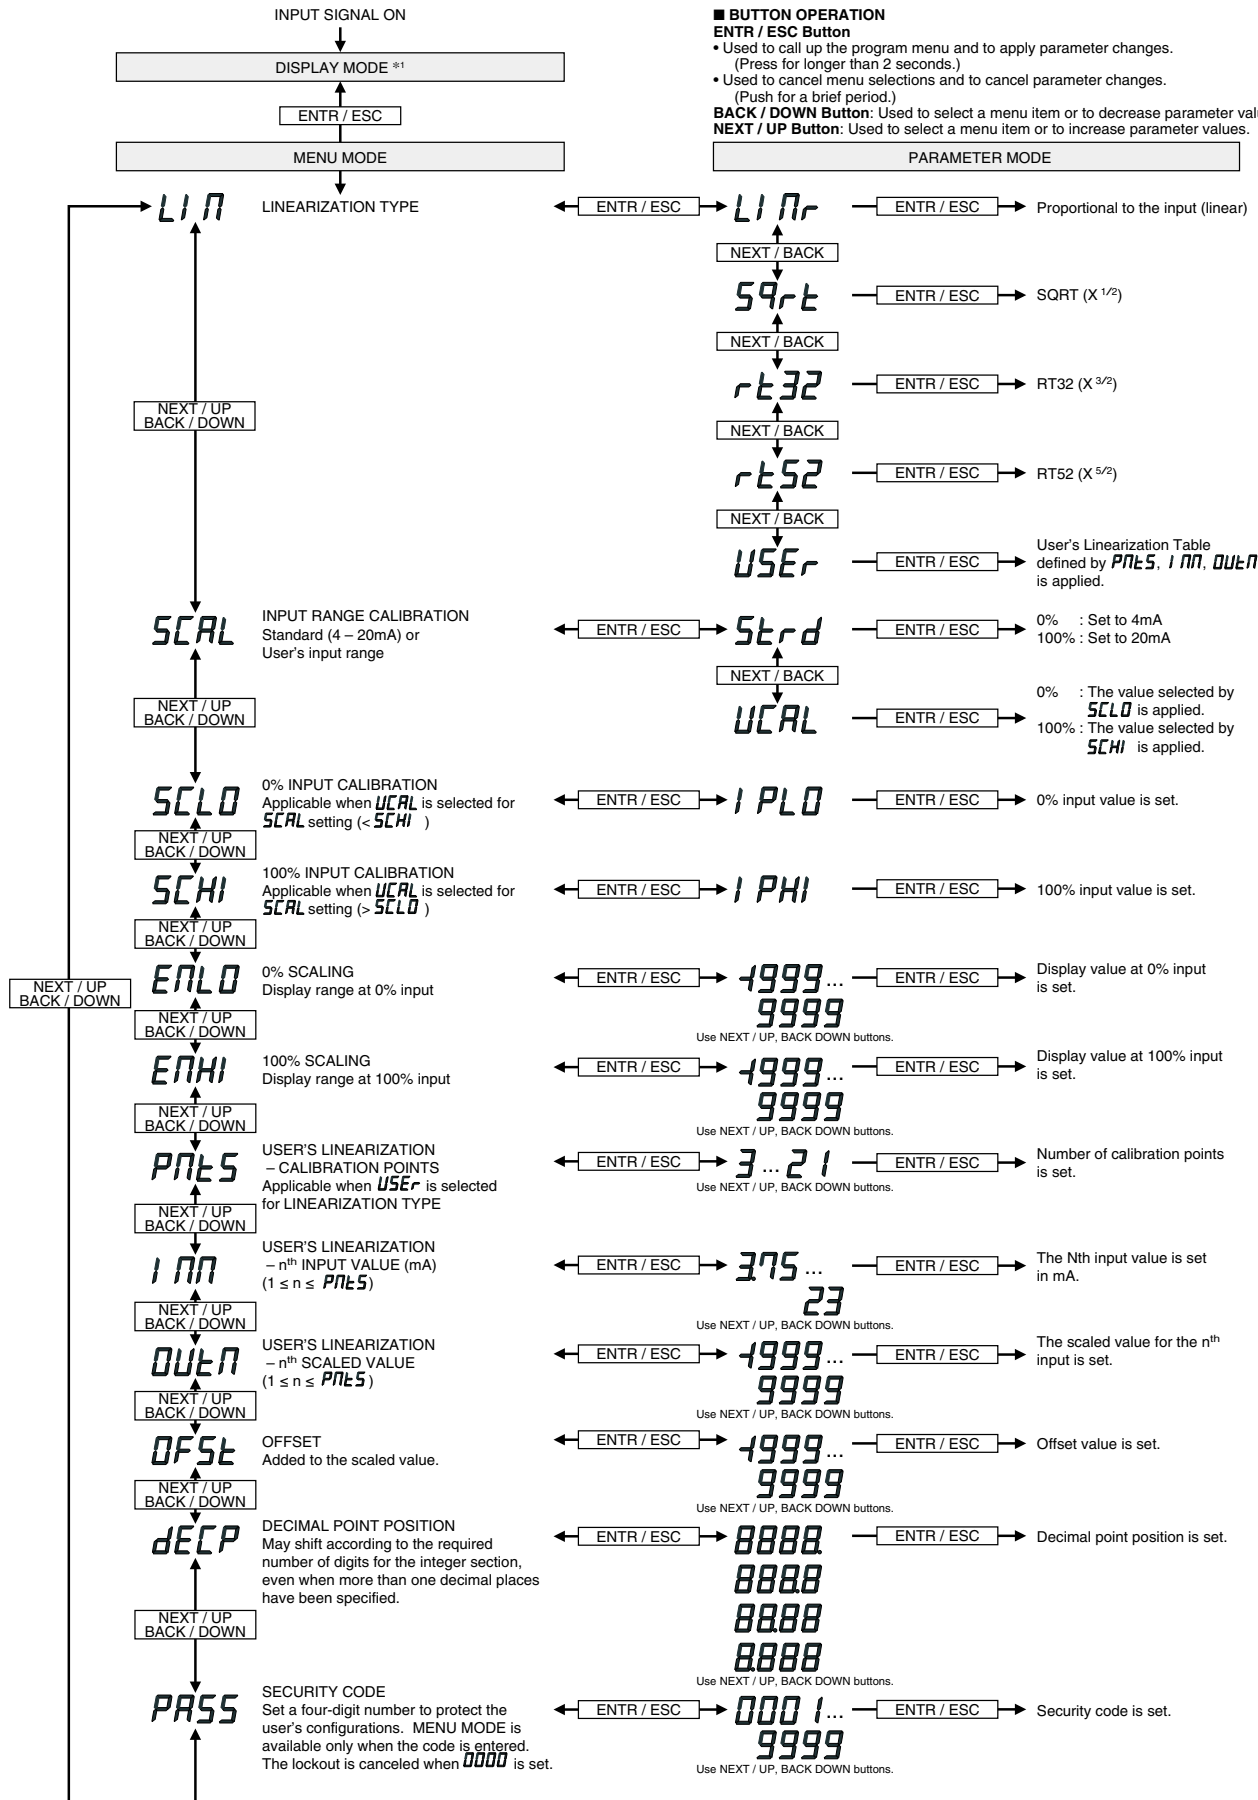 INPUT SIGNAL ON
DISPLAY MODE *1
ENTR / ESC
MENU MODE
■ BUTTON OPERATION
ENTR / ESC Button
• Used to call up the program menu and to apply parameter changes.
(Press for longer than 2 seconds.)
• Used to cancel menu selections and to cancel parameter changes.
(Push for a brief period.)
BACK / DOWN Button: Used to select a menu item or to decrease parameter val
NEXT / UP Button: Used to select a menu item or to increase parameter values.
PARAMETER MODE
LIN
LINEARIZATION TYPE
ENTR / ESC
LINr
ENTR / ESC
Proportional to the input (linear)
NEXT / BACK
Sqrt
ENTR / ESC
SQRT (X 1/2)
NEXT / BACK
rt32
ENTR / ESC
RT32 (X 3/2)
NEXT / UP
BACK / DOWN
NEXT / BACK
rt52
ENTR / ESC
RT52 (X 5/2)
NEXT / BACK
USEr
ENTR / ESC
User's Linearization Table
defined by PNtS, INN, OUtN
is applied.
SCAL
INPUT RANGE CALIBRATION
Standard (4 – 20mA) or
User's input range
ENTR / ESC
Strd
ENTR / ESC
0% : Set to 4mA
100% : Set to 20mA
NEXT / BACK
NEXT / UP
BACK / DOWN
UCAL
ENTR / ESC
0% : The value selected by
SCLO is applied.
100% : The value selected by
SCHI is applied.
SCLO
0% INPUT CALIBRATION
Applicable when UCAL is selected for
SCAL setting (< SCHI )
ENTR / ESC
IPLO
ENTR / ESC
0% input value is set.
NEXT / UP
BACK / DOWN
SCHI
100% INPUT CALIBRATION
Applicable when UCAL is selected for
SCAL setting (> SCLO )
ENTR / ESC
IPHI
ENTR / ESC
100% input value is set.
NEXT / UP
BACK / DOWN
NEXT / UP
BACK / DOWN
ENLO
0% SCALING
Display range at 0% input
ENTR / ESC
-1999...
9999
Use NEXT / UP, BACK DOWN buttons.
ENTR / ESC
Display value at 0% input
is set.
NEXT / UP
BACK / DOWN
ENHI
100% SCALING
Display range at 100% input
ENTR / ESC
-1999...
9999
Use NEXT / UP, BACK DOWN buttons.
ENTR / ESC
Display value at 100% input
is set.
NEXT / UP
BACK / DOWN
PNtS
USER'S LINEARIZATION
– CALIBRATION POINTS
Applicable when USEr is selected
for LINEARIZATION TYPE
ENTR / ESC
3 ... 21
Use NEXT / UP, BACK DOWN buttons.
ENTR / ESC
Number of calibration points
is set.
NEXT / UP
BACK / DOWN
INN
USER'S LINEARIZATION
– nth INPUT VALUE (mA)
(1 ≤ n ≤ PNtS)
ENTR / ESC
3.75 ...
23
Use NEXT / UP, BACK DOWN buttons.
ENTR / ESC
The Nth input value is set
in mA.
NEXT / UP
BACK / DOWN
OUtN
USER'S LINEARIZATION
– nth SCALED VALUE
(1 ≤ n ≤ PNtS)
ENTR / ESC
-1999...
9999
Use NEXT / UP, BACK DOWN buttons.
ENTR / ESC
The scaled value for the nth
input is set.
NEXT / UP
BACK / DOWN
OFSt
OFFSET
Added to the scaled value.
ENTR / ESC
-1999...
9999
Use NEXT / UP, BACK DOWN buttons.
ENTR / ESC
Offset value is set.
NEXT / UP
BACK / DOWN
dECP
DECIMAL POINT POSITION
May shift according to the required
number of digits for the integer section,
even when more than one decimal places
have been specified.
ENTR / ESC
8888.
888.8
88.88
8.888
Use NEXT / UP, BACK DOWN buttons.
ENTR / ESC
Decimal point position is set.
NEXT / UP
BACK / DOWN
PASS
SECURITY CODE
Set a four-digit number to protect the
user's configurations. MENU MODE is
available only when the code is entered.
The lockout is canceled when 0000 is set.
ENTR / ESC
0001...
9999
Use NEXT / UP, BACK DOWN buttons.
ENTR / ESC
Security code is set.